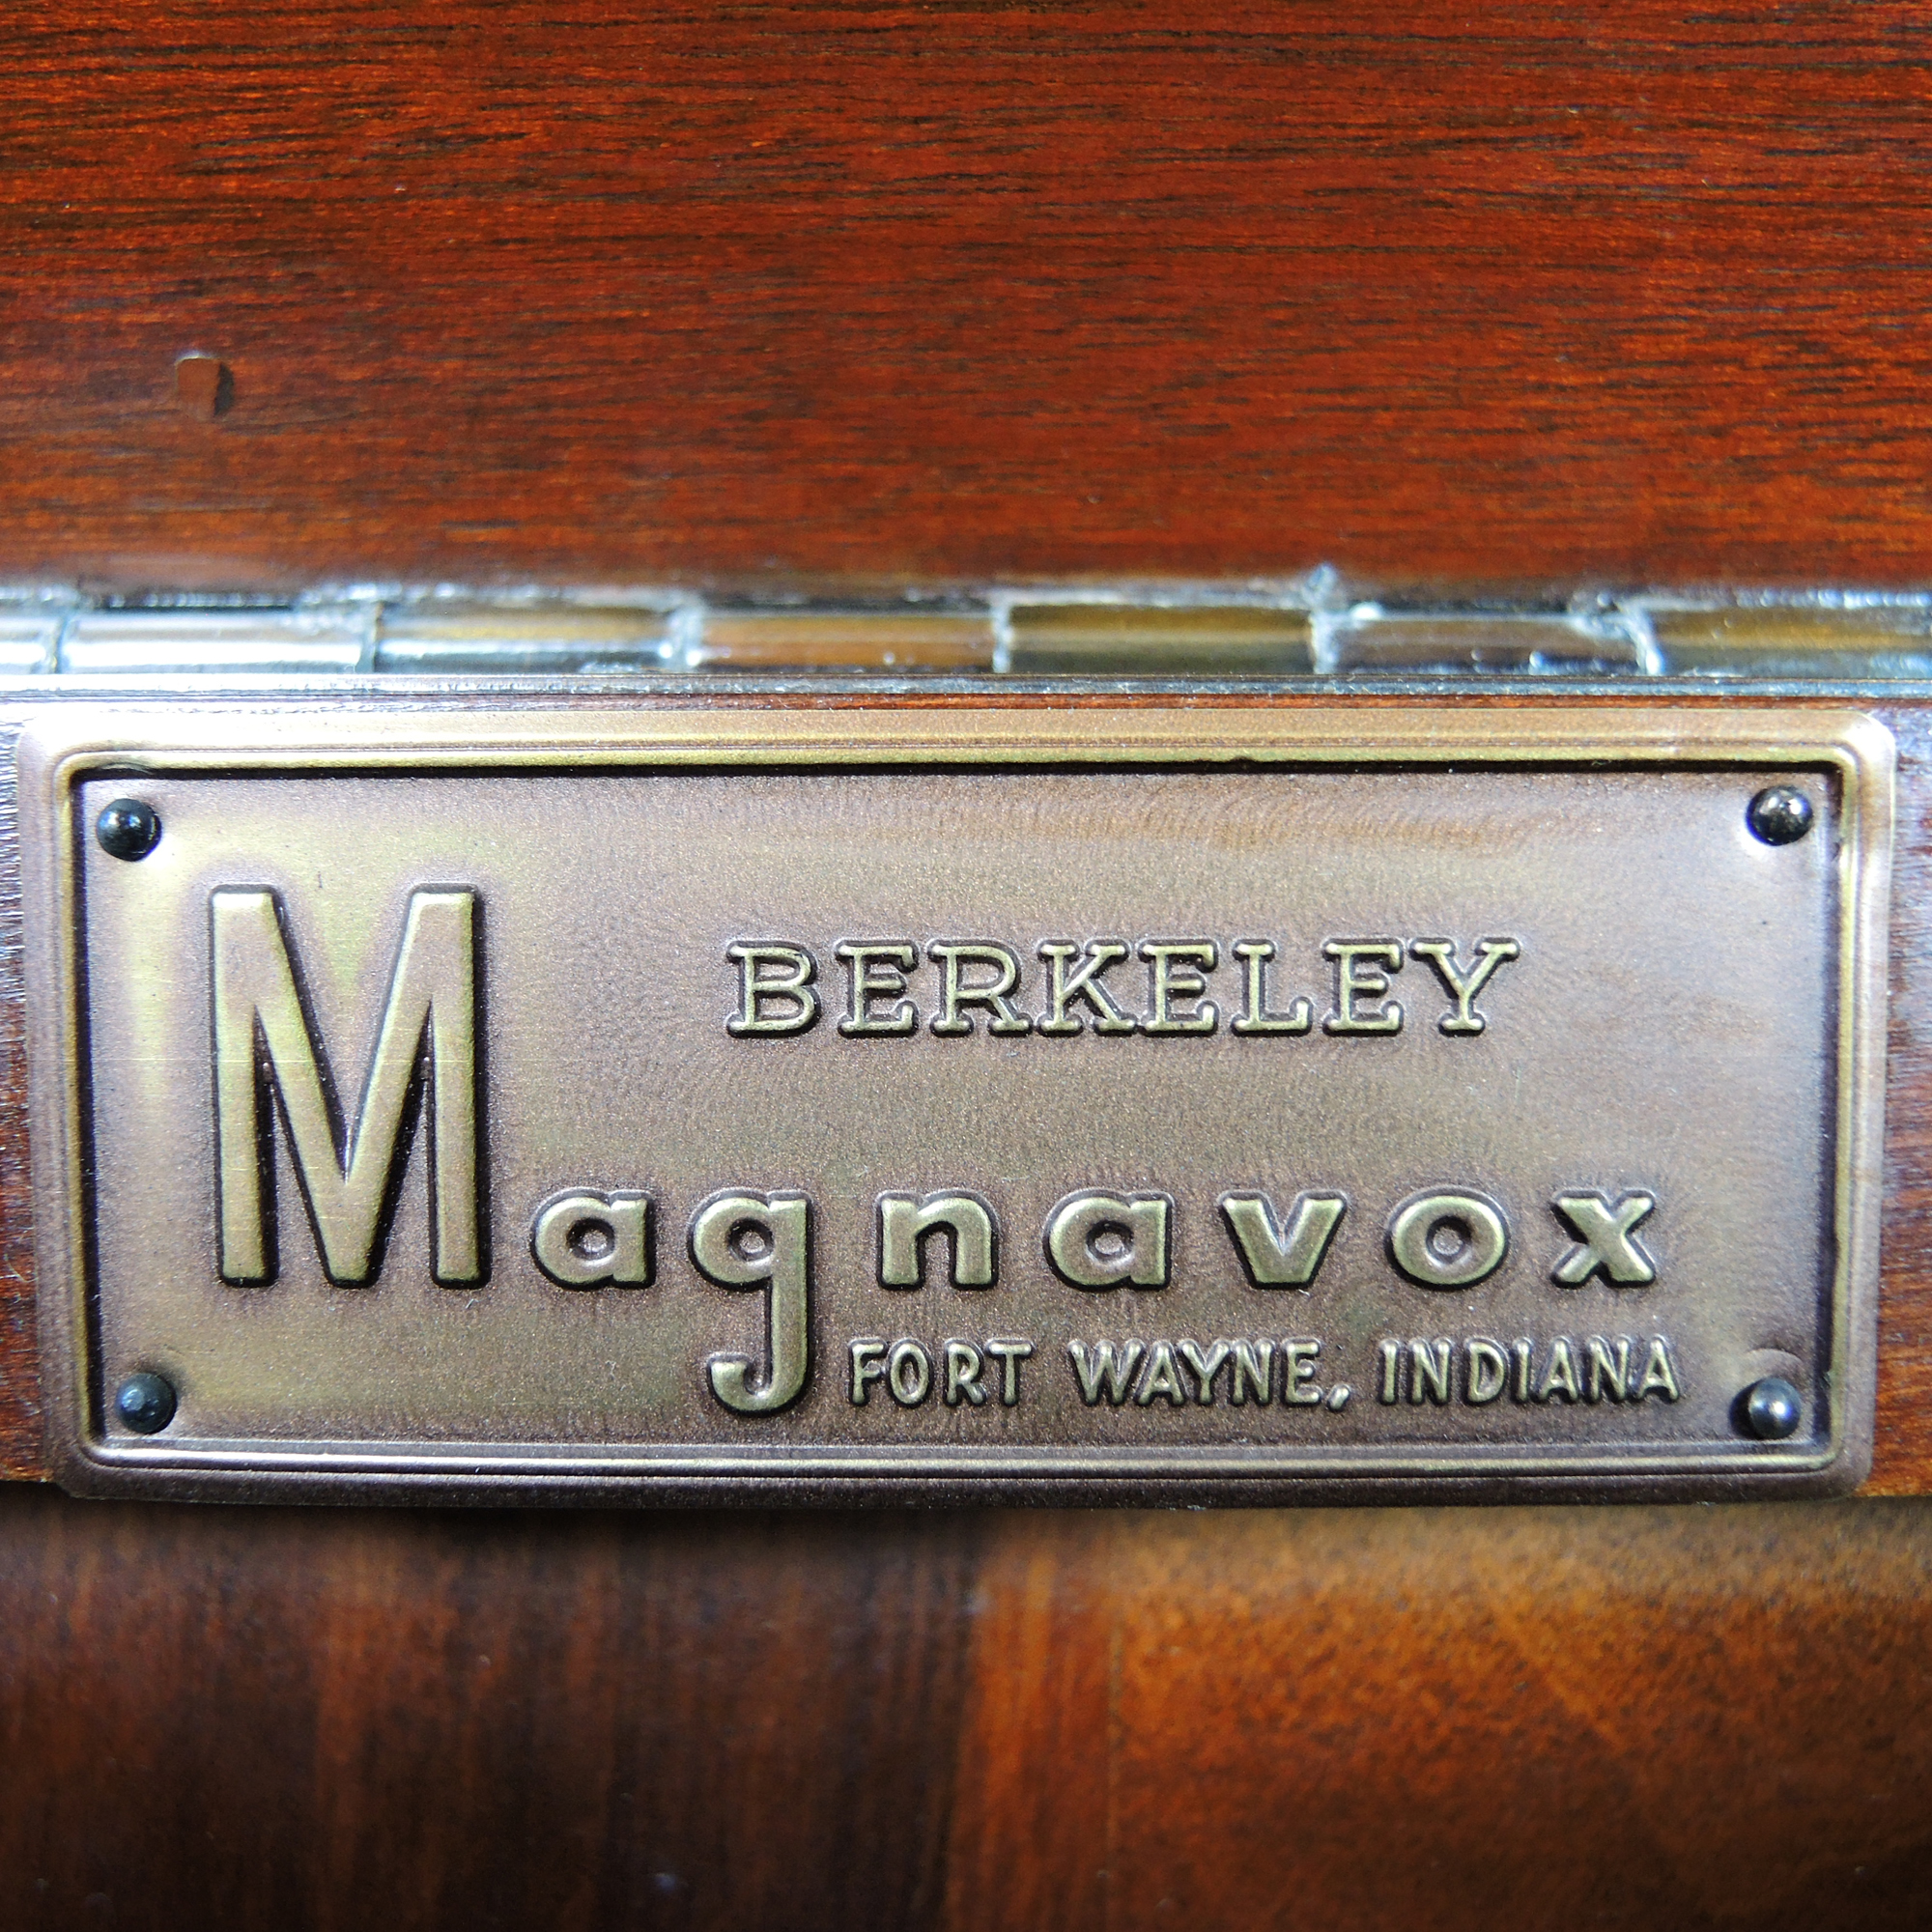 BERKELEY
Magnavox
FORT WAYNE, INDIANA